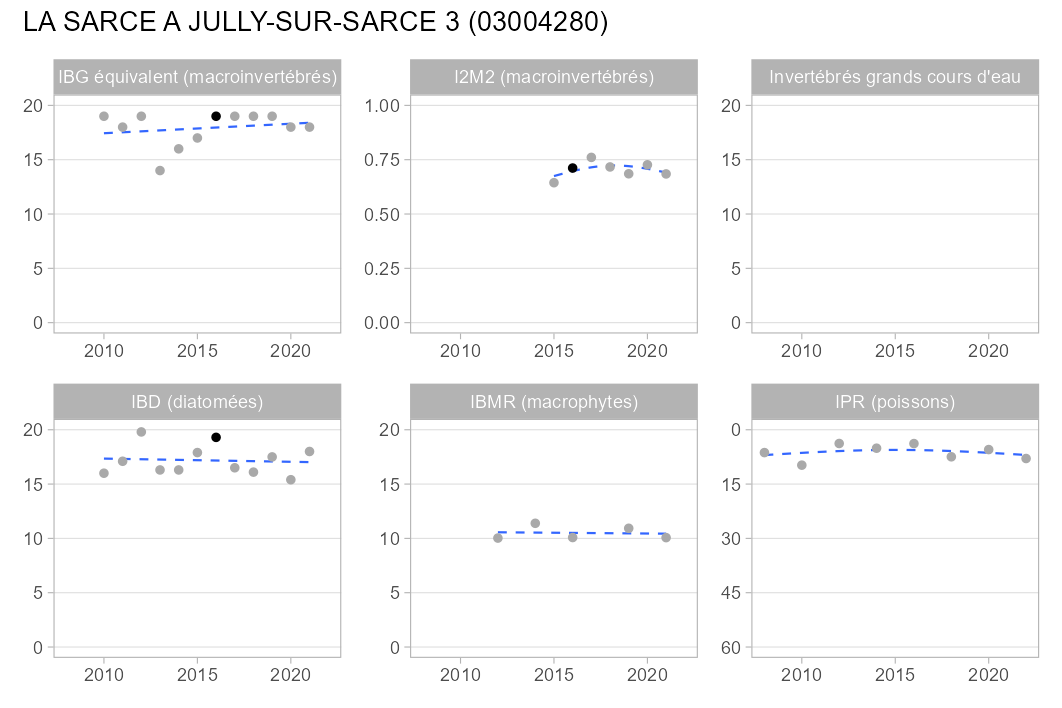 LA SARCE A JULLY-SUR-SARCE 3 (03004280)
IBG équivalent (macroinvertébrés)
20
15
10
5
0
2010 2015 2020
I2M2 (macroinvertébrés)
1.00
0.75
0.50
0.25
0.00
2010 2015 2020
Invertébrés grands cours d'eau
20
15
10
5
0
2010 2015 2020
IBD (diatomées)
20
15
10
5
0
2010 2015 2020
IBMR (macrophytes)
20
15
10
5
0
2010 2015 2020
IPR (poissons)
0
15
30
45
60
2010 2015 2020